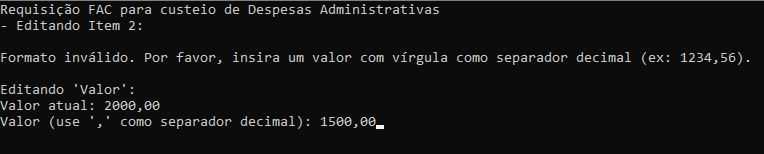 Requisição FAC para custeio de Despesas Administrativas
- Editando Item 2:
Formato inválido. Por favor, insira um valor com vírgula como separador decimal (ex: 1234,56).
Editando 'Valor':
Valor atual: 2000,00
Valor (use ',' como separador decimal): 1500,00